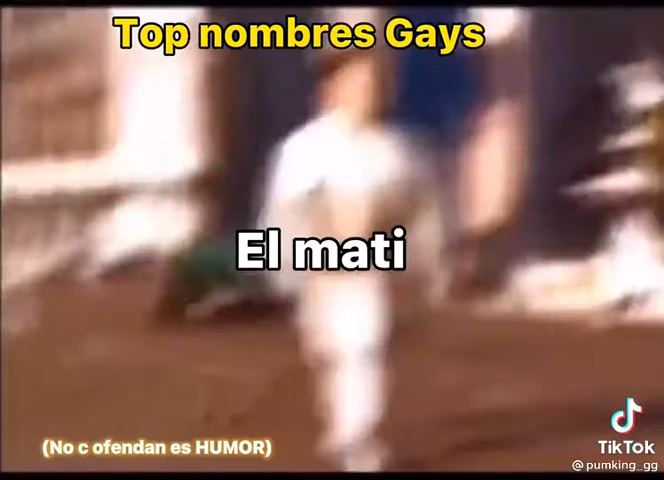 Top nombres Gays
El mati
(No c ofendan es HUMOR)
TikTok
@pumking_gg